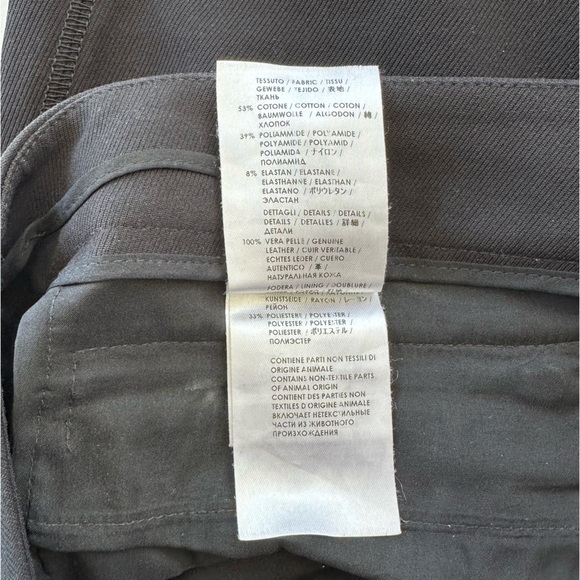 TESSUTO / FABRIC / TISSU /
GEWEBE / TEJIDO / 表地 /
ТКАНЬ
53% COTONE / COTTON / COTON /
BAUMWOLLE / ALGODON / 綿 /
ХЛОПОК
39% POLIAMMIDE / POLYAMIDE /
POLYAMIDE / POLYAMID /
POLIAMIDA / ナイロン /
ПОЛИАМИД
8% ELASTAN / ELASTANE /
ELASTHANNE / ELASTHAN /
ELASTANO / ポリウレタン /
ЭЛАСТАН
DETTAGLI / DETAILS / DETAILS /
DETAILS / DETALLES / 詳細 /
ДЕТАЛИ
100% VERA PELLE / GENUINE
LEATHER / CUIR VERITABLE /
ECHTES LEDER / CUERO
AUTENTICO / 革 /
НАТУРАЛЬНАЯ КОЖА
FODERA / LINING / DOUBLURE /
KUNSTSEIDE / RAYON / レーヨン /
РЕЙОН
33% POLIESTERE / POLYESTER /
POLYESTER / POLYESTER /
POLIESTER / ポリエステル /
ПОЛИЭСТЕР
CONTIENE PARTI NON TESSILI DI
ORIGINE ANIMALE
CONTAINS NON-TEXTILE PARTS
OF ANIMAL ORIGIN
CONTIENT DES PARTIES NON
TEXTILES D'ORIGINE ANIMALE
ВКЛЮЧАЕТ НЕТЕКСТИЛЬНЫЕ
ЧАСТИ ИЗ ЖИВОТНОГО
ПРОИСХОЖДЕНИЯ